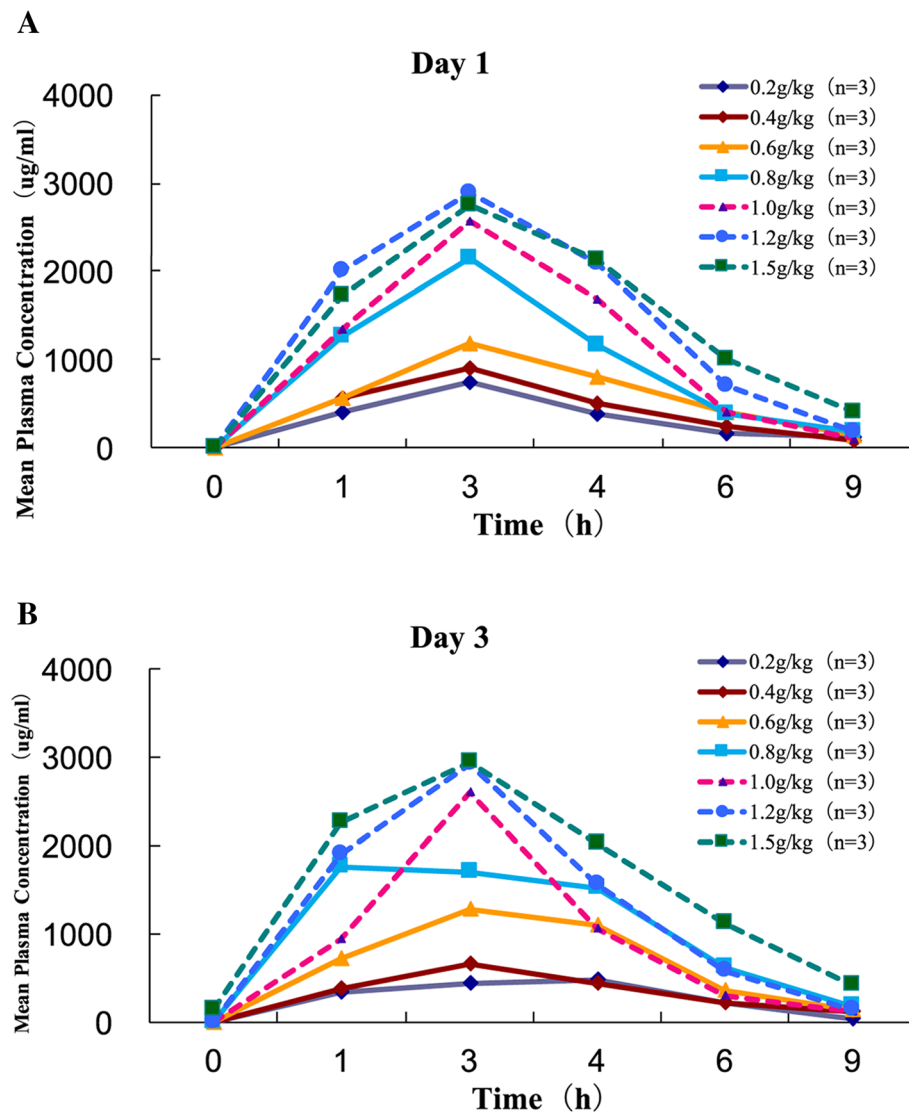 A
Day 1
Mean Plasma Concentration（ug/ml）
4000
3000
2000
1000
0
0 1 3 4 6 9
Time（h）
0.2g/kg（n=3）
0.4g/kg（n=3）
0.6g/kg（n=3）
0.8g/kg（n=3）
1.0g/kg（n=3）
1.2g/kg（n=3）
1.5g/kg（n=3）
B
Day 3
Mean Plasma Concentration（ug/ml）
4000
3000
2000
1000
0
0 1 3 4 6 9
Time（h）
0.2g/kg（n=3）
0.4g/kg（n=3）
0.6g/kg（n=3）
0.8g/kg（n=3）
1.0g/kg（n=3）
1.2g/kg（n=3）
1.5g/kg（n=3）